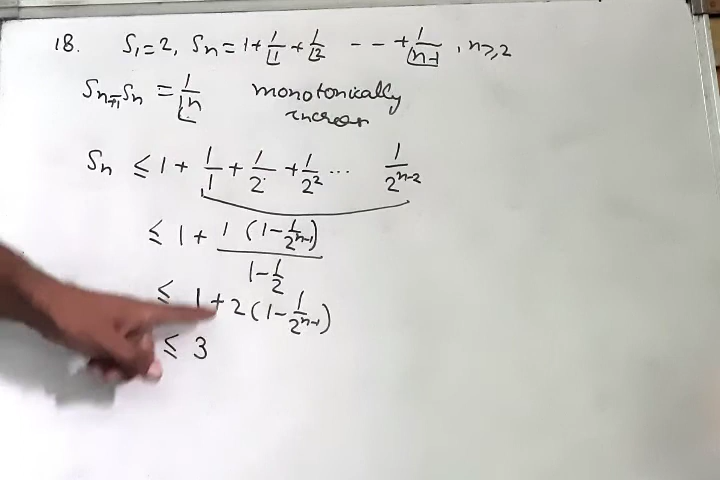 18. S₁=2, Sn = 1+ 1/⌊1 + 1/⌊2 - - + 1/⌊n-1 , n≥2
Sn+1-Sn = 1/⌊n monotonically
increas
Sn ≤ 1 + 1/1 + 1/2 + 1/2² ... 1/2ⁿ⁻²
≤ 1 + 1 (1 - 1/2ⁿ⁻¹) / 1 - 1/2
≤ 1 + 2 (1 - 1/2ⁿ⁻¹)
≤ 3